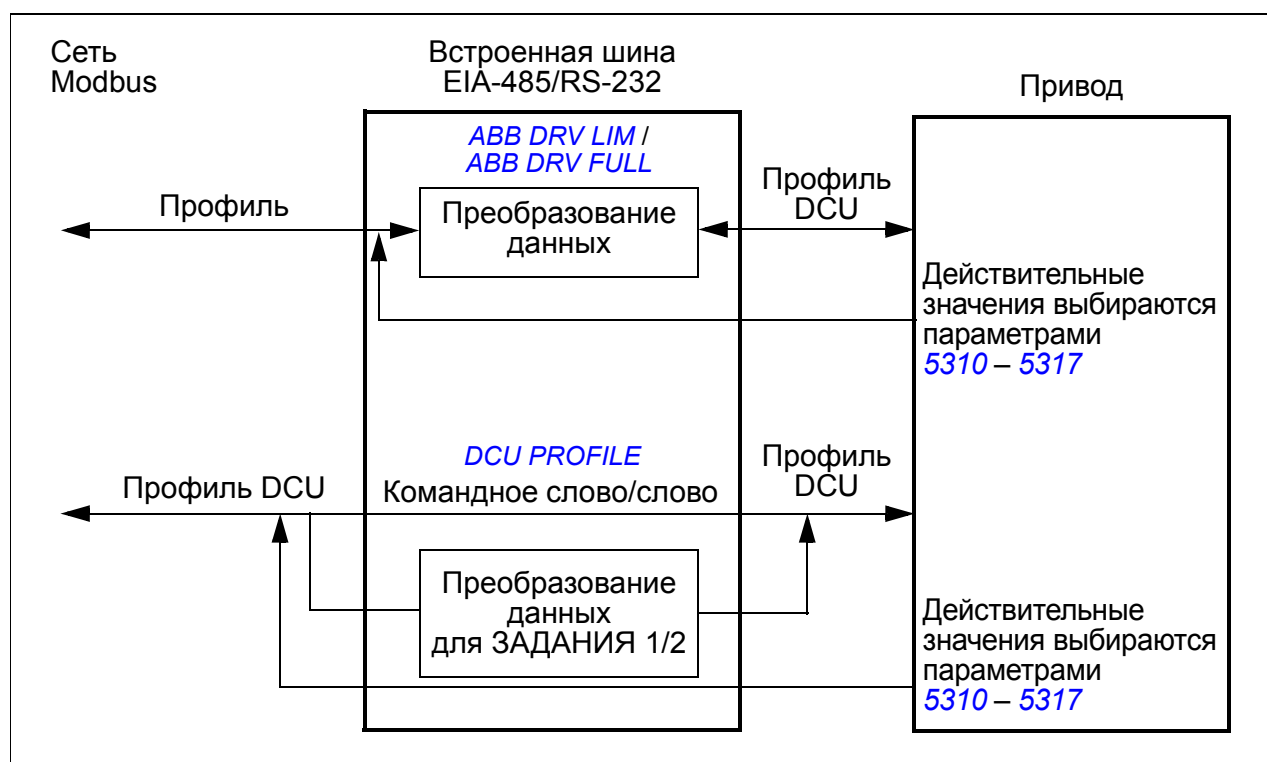 Сеть
Modbus
Встроенная шина
EIA-485/RS-232
Привод
ABB DRV LIM /
ABB DRV FULL
Профиль
Преобразование
данных
Профиль
DCU
Действительные
значения выбираются
параметрами
5310 – 5317
DCU PROFILE
Профиль DCU
Командное слово/слово
Профиль
DCU
Преобразование
данных
для ЗАДАНИЯ 1/2
Действительные
значения выбираются
параметрами
5310 – 5317